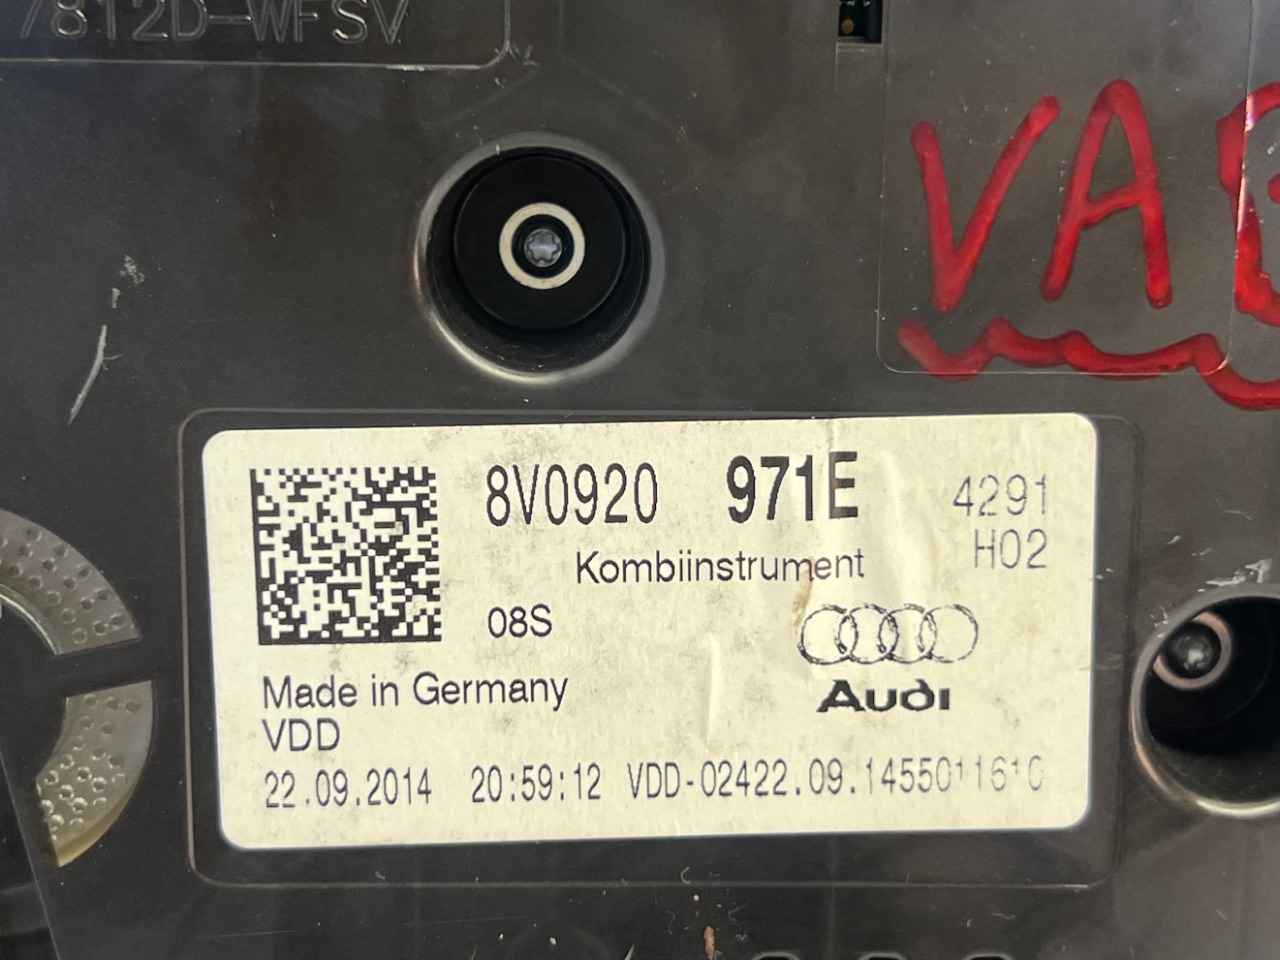 7812D-WFSV
VA
8V0920 971E 4291
H02
Kombiinstrument
08S
Audi
Made in Germany
VDD
22.09.2014 20:59:12 VDD-02422.09.1455011610